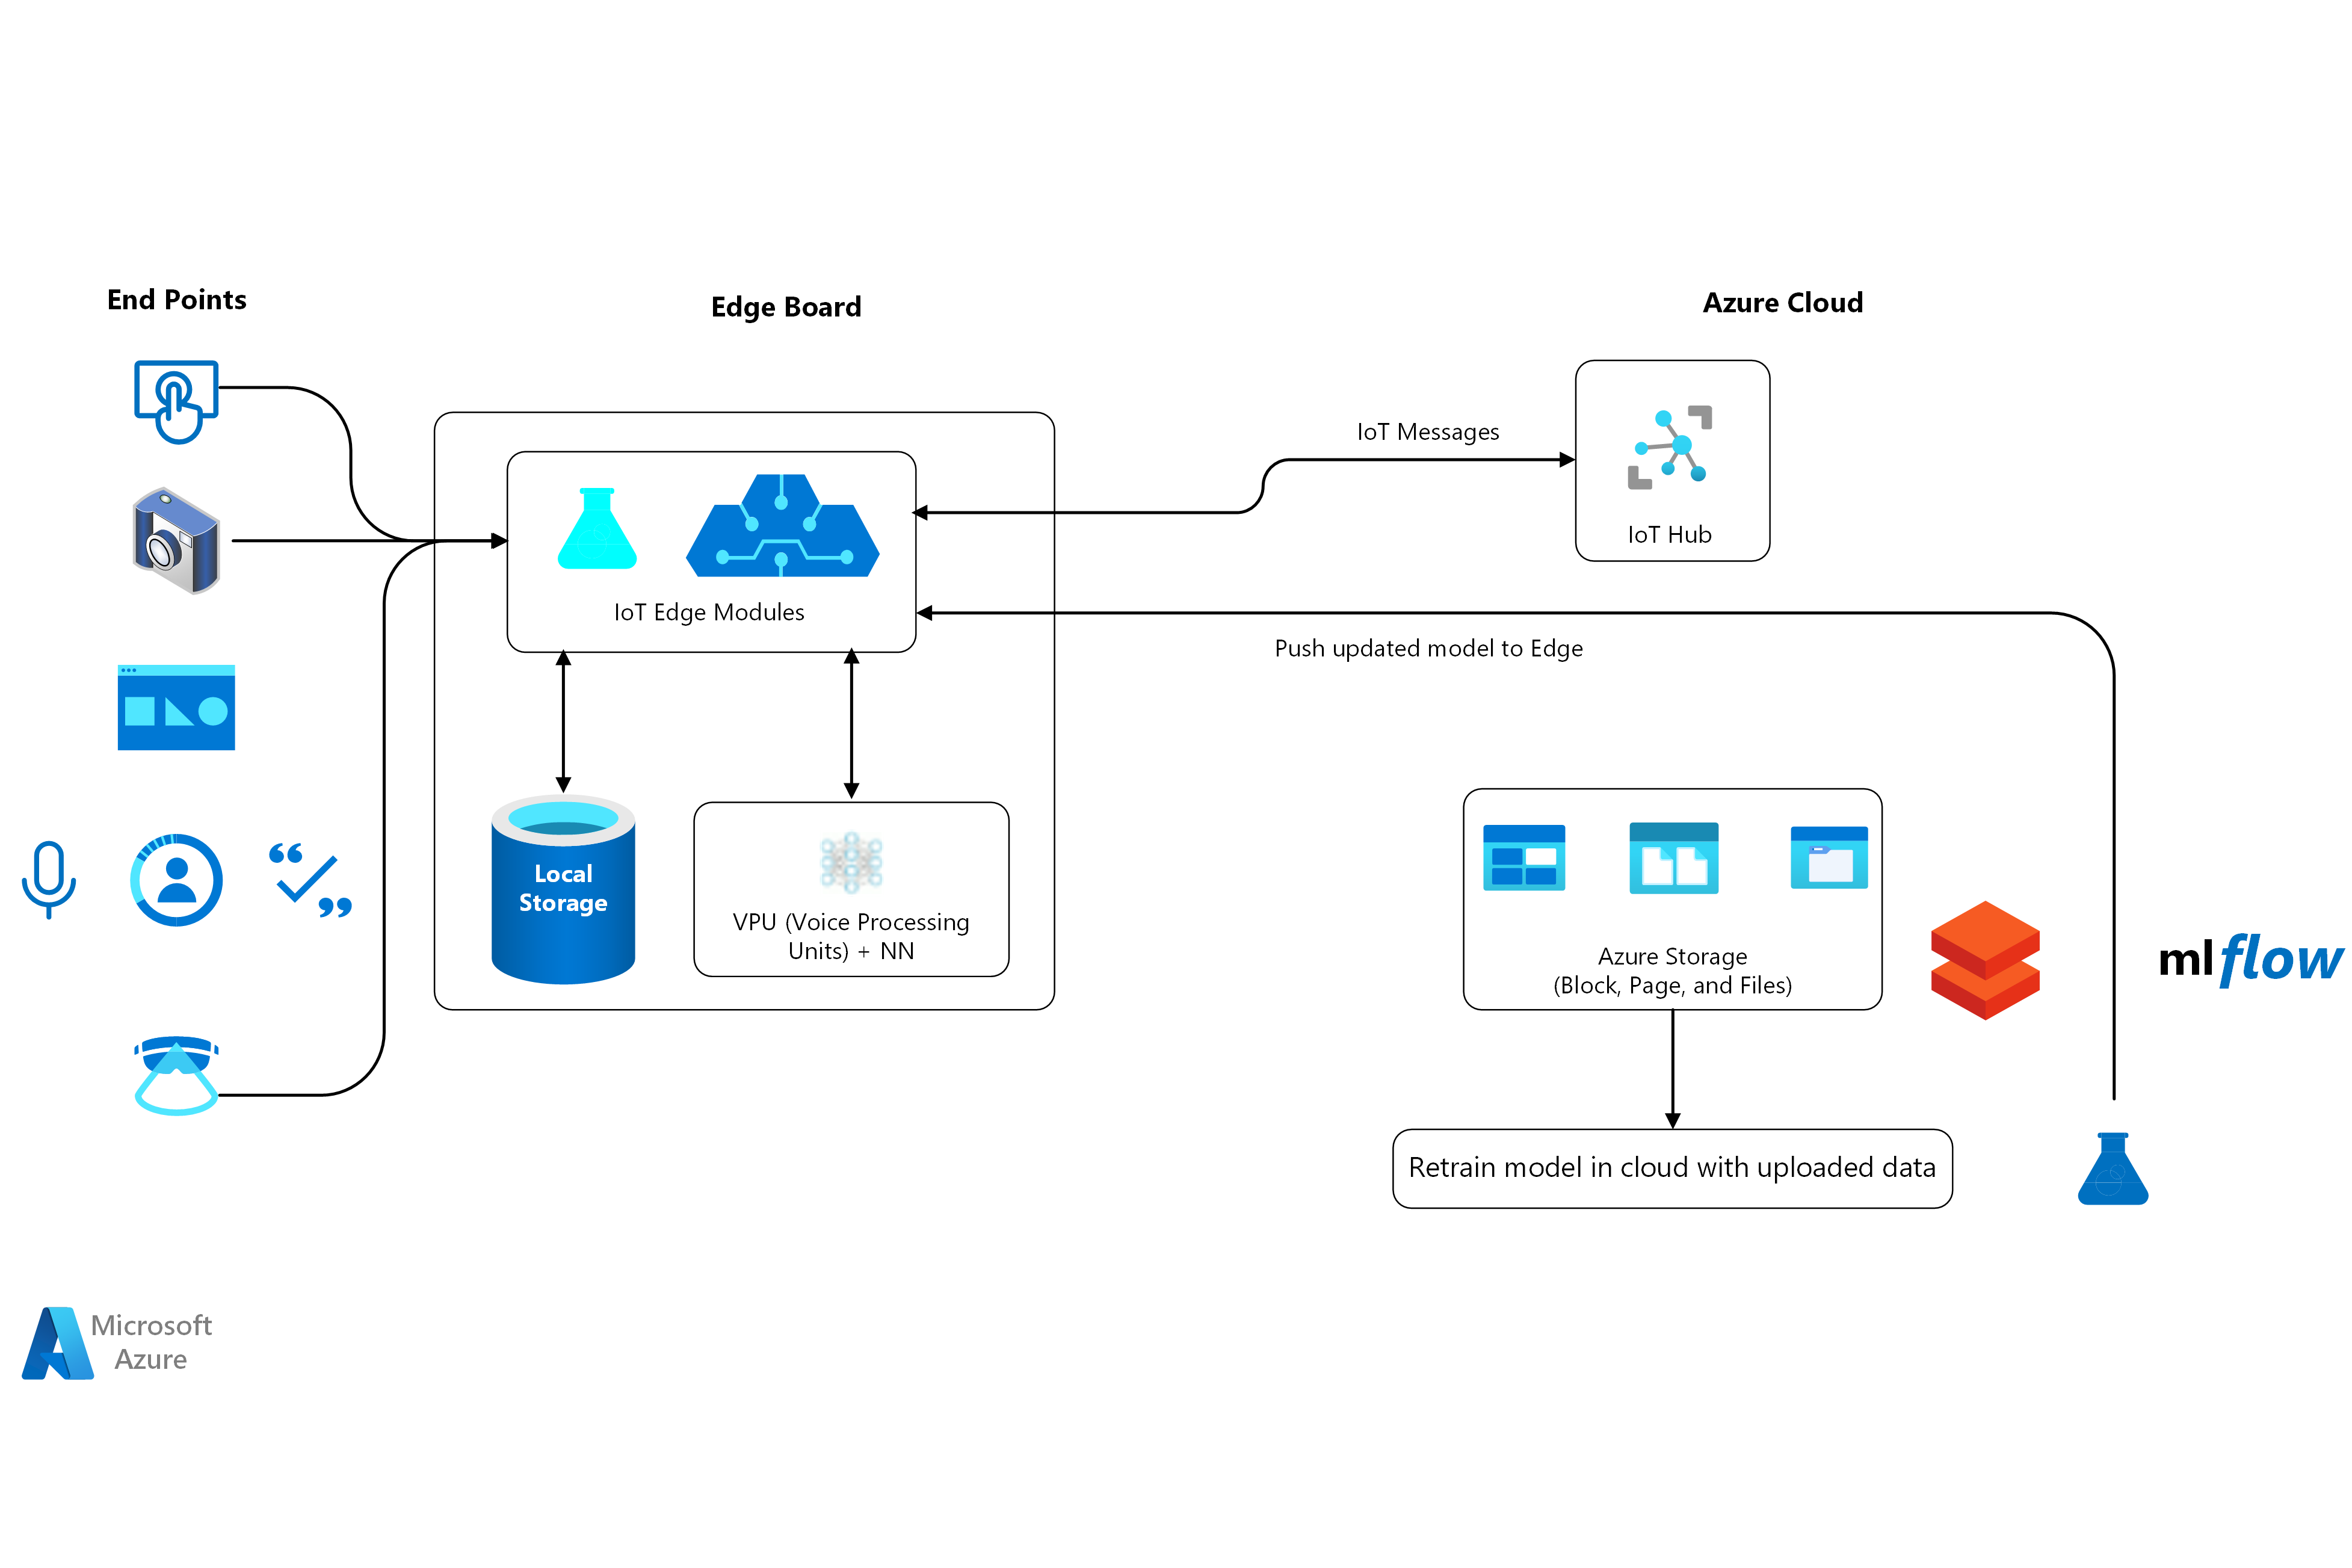 End Points
Edge Board
Azure Cloud
IoT Messages
IoT Hub
IoT Edge Modules
Push updated model to Edge
Local
Storage
VPU (Voice Processing
Units) + NN
Azure Storage
(Block, Page, and Files)
mlflow
Retrain model in cloud with uploaded data
Microsoft
Azure